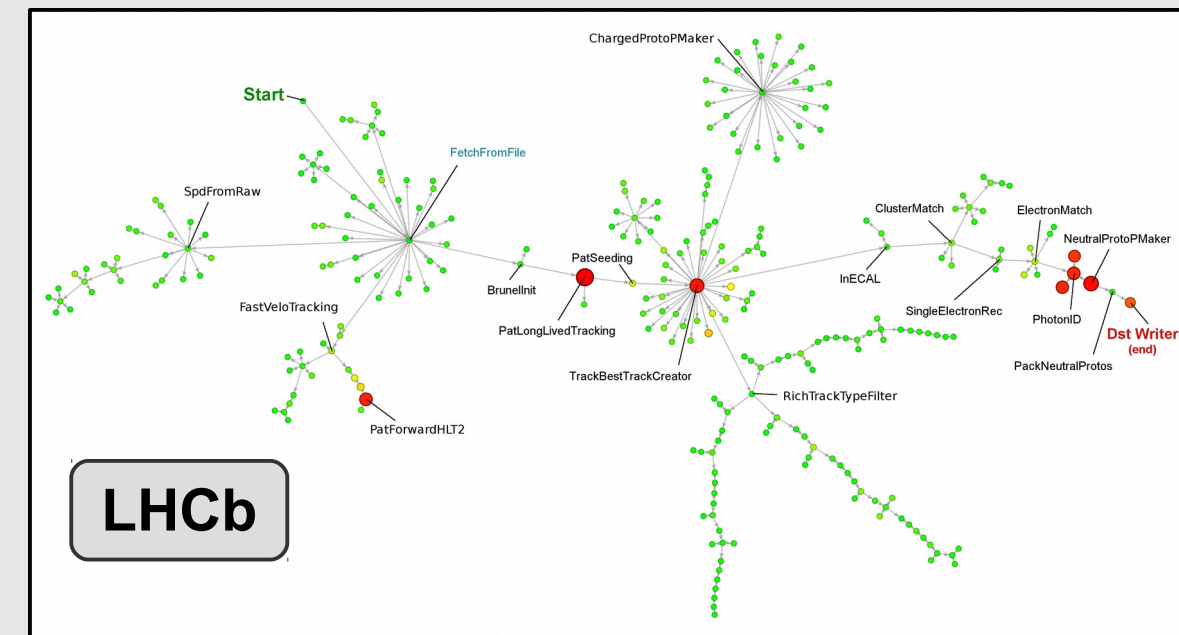 ChargedProtoPMaker
Start
FetchFromFile
SpdFromRaw
ClusterMatch
ElectronMatch
NeutralProtoPMaker
PatSeeding
InECAL
BrunelInit
FastVeloTracking
SingleElectronRec
PhotonID
PatLongLivedTracking
Dst Writer
(end)
PackNeutralProtos
TrackBestTrackCreator
RichTrackTypeFilter
PatForwardHLT2
LHCb